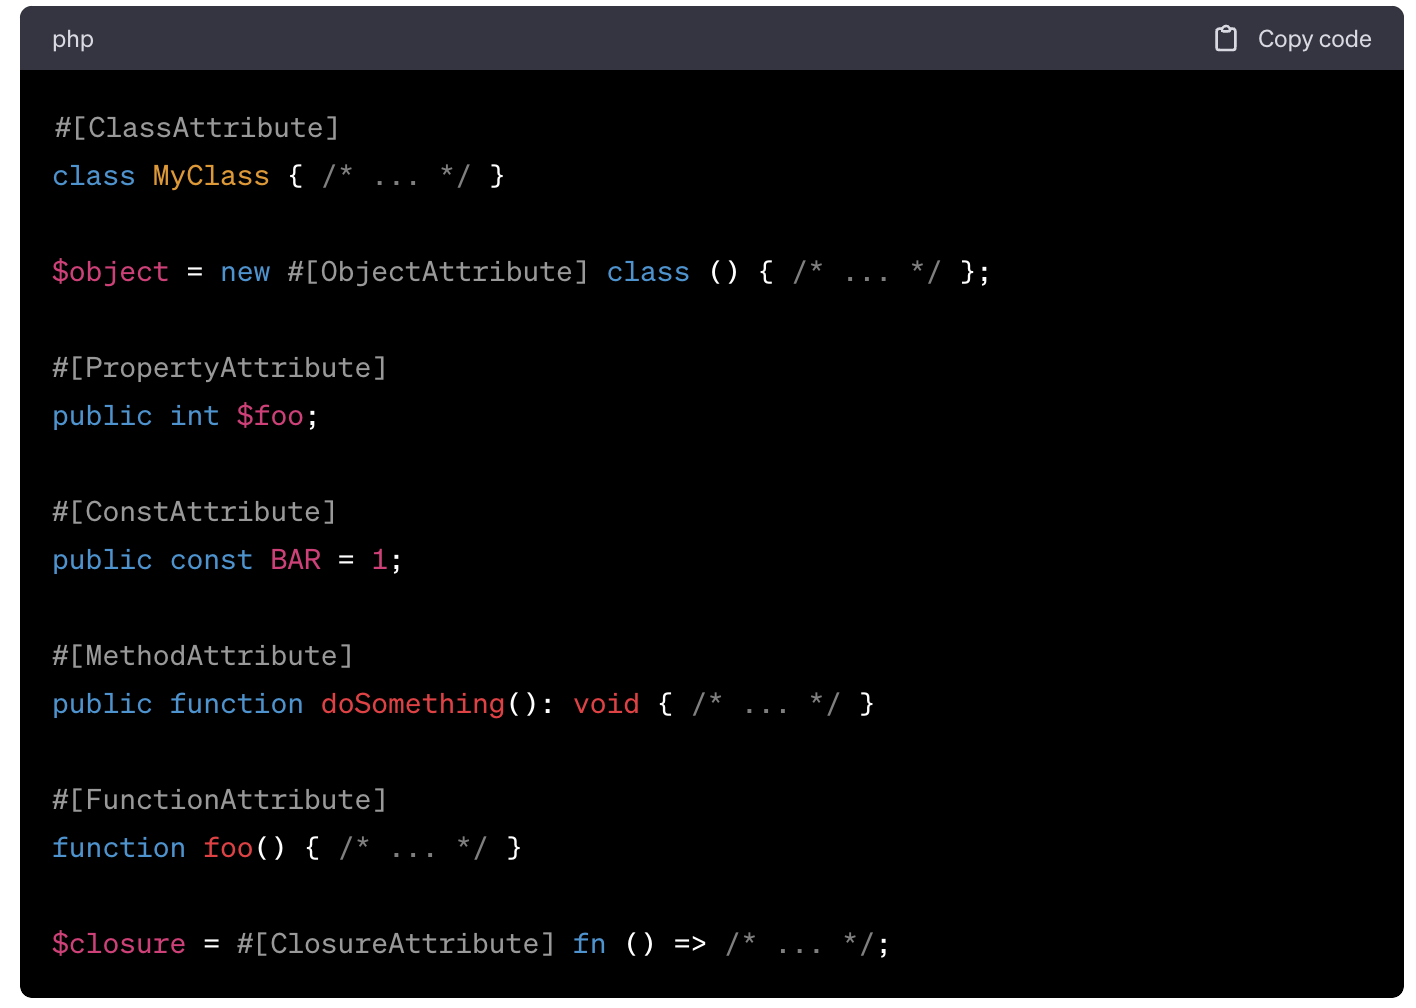 php
Copy code
#[ClassAttribute]
class MyClass { /* ... */ }
$object = new #[ObjectAttribute] class () { /* ... */ };
#[PropertyAttribute]
public int $foo;
#[ConstAttribute]
public const BAR = 1;
#[MethodAttribute]
public function doSomething(): void { /* ... */ }
#[FunctionAttribute]
function foo() { /* ... */ }
$closure = #[ClosureAttribute] fn () => /* ... */;